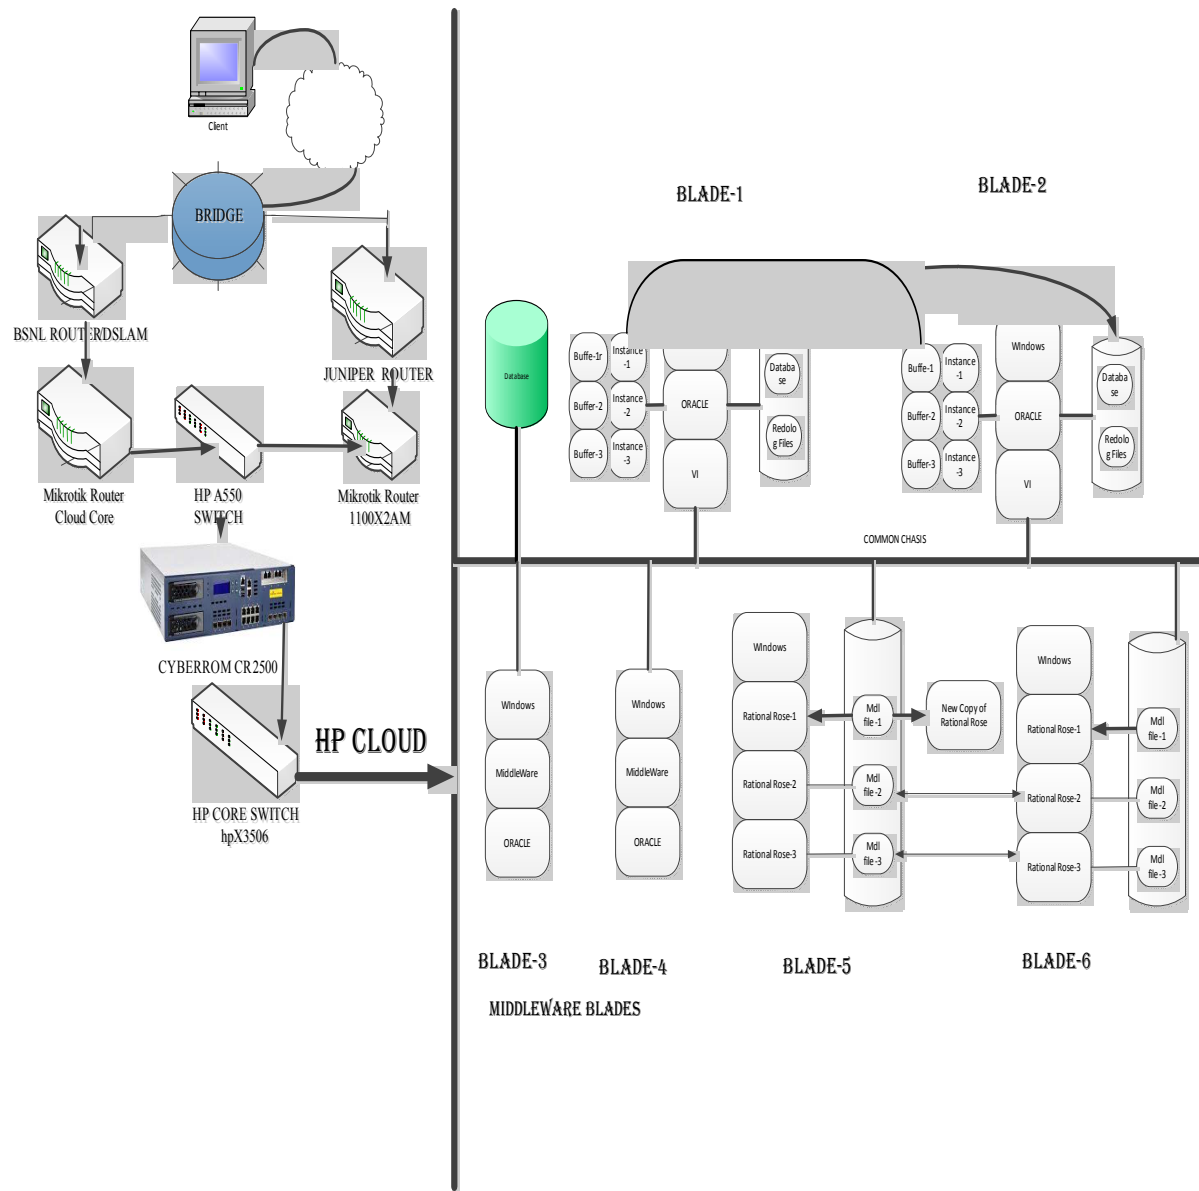 Client
BRIDGE
BSNL ROUTER/DSLAM
JUNIPER ROUTER
Mikrotik Router
Cloud Core
HP A550
SWITCH
Mikrotik Router
1100X2AM
CYBERROM CR2500
HP CORE SWITCH
hpX3506
HP CLOUD
BLADE-1
BLADE-2
Database
Buffe-1r
Buffer-2
Buffer-3
Instance
-1
Instance
-2
Instance
-3
ORACLE
VI
Databa
se
Redolo
g Files
Buffe-1
Buffer-2
Buffer-3
Instance
-1
Instance
-2
Instance
-3
Windows
ORACLE
VI
Databa
se
Redolo
g Files
COMMON CHASIS
Windows
MiddleWare
ORACLE
Windows
MiddleWare
ORACLE
Windows
Rational Rose-1
Rational Rose-2
Rational Rose-3
Mdl
file-1
Mdl
file-2
Mdl
file-3
New Copy of
Rational Rose
Windows
Rational Rose-1
Rational Rose-2
Rational Rose-3
Mdl
file-1
Mdl
file-2
Mdl
file-3
BLADE-3
BLADE-4
BLADE-5
BLADE-6
MIDDLEWARE BLADES